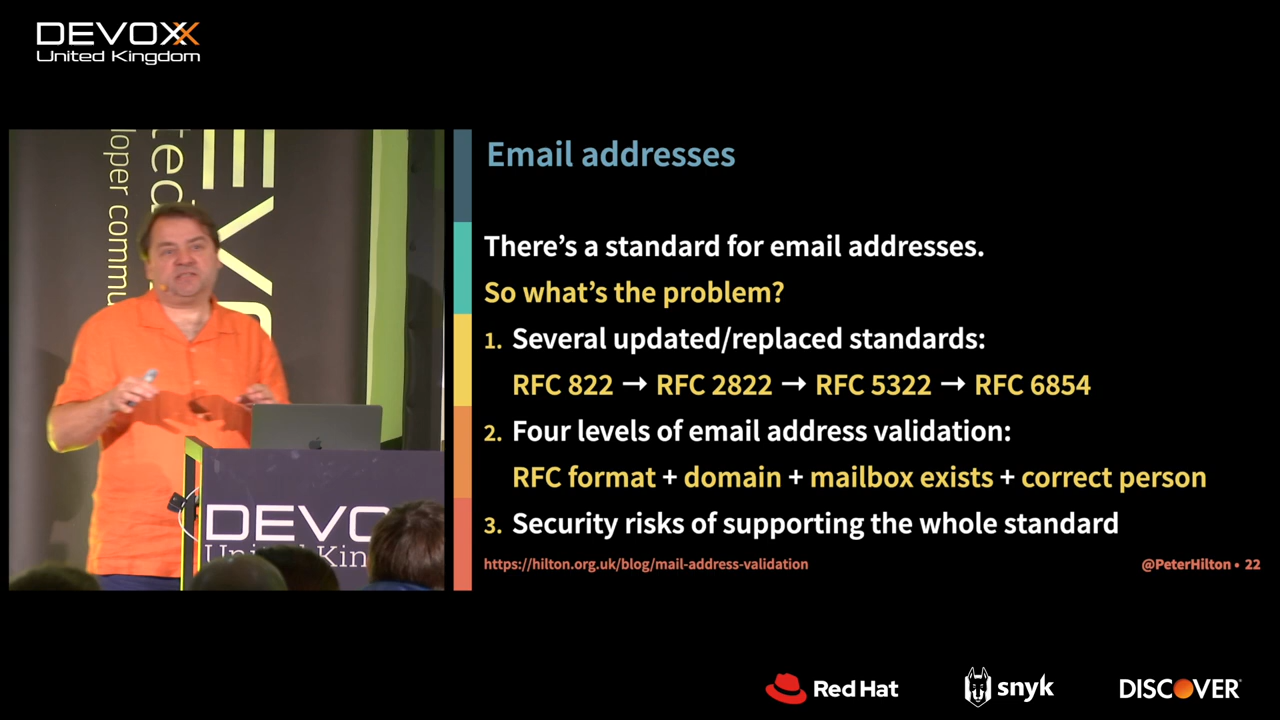 DEVOXX
United Kingdom
Email addresses
There's a standard for email addresses.
So what's the problem?
1. Several updated/replaced standards:
RFC 822 → RFC 2822 → RFC 5322 → RFC 6854
2. Four levels of email address validation:
RFC format + domain + mailbox exists + correct person
3. Security risks of supporting the whole standard
https://hilton.org.uk/blog/mail-address-validation
@PeterHilton • 22
Red Hat
snyk
DISCOVER